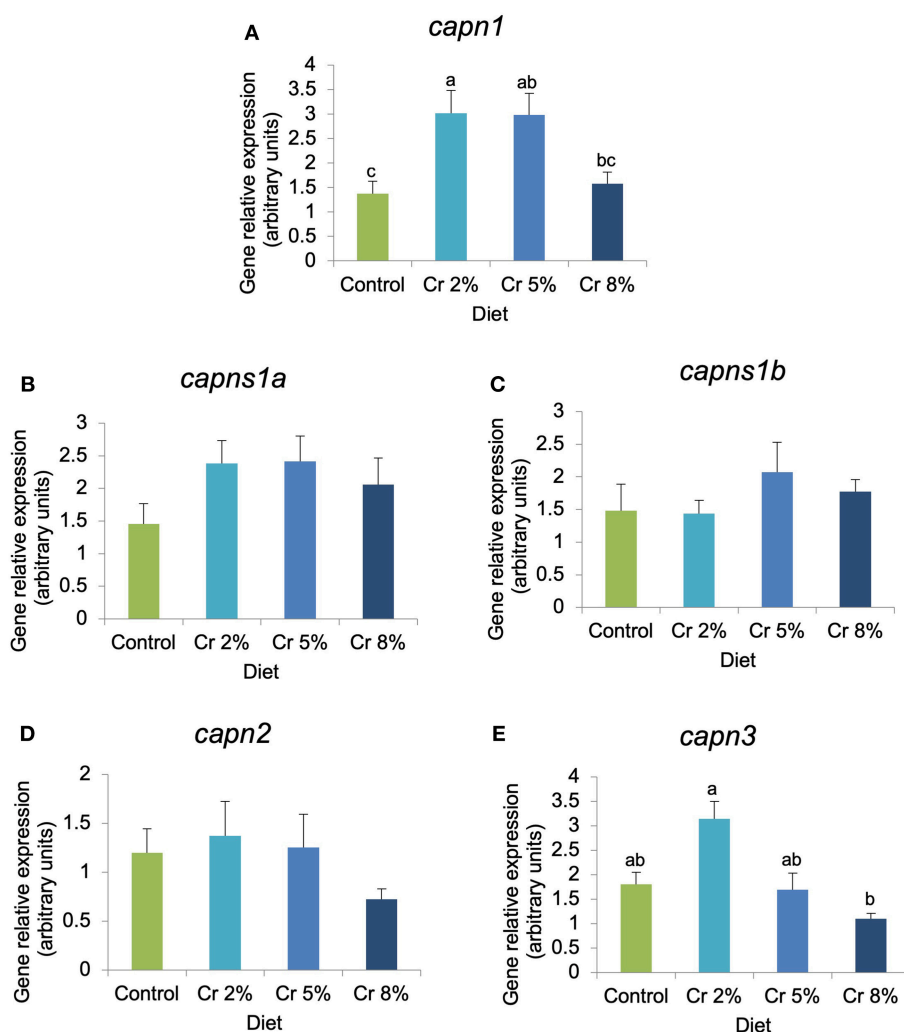 A
capn1
Gene relative expression
(arbitrary units)
4
3.5
3
2.5
2
1.5
1
0.5
0
c
a
ab
bc
Control Cr 2% Cr 5% Cr 8%
Diet
B
capns1a
Gene relative expression
(arbitrary units)
3
2.5
2
1.5
1
0.5
0
Control Cr 2% Cr 5% Cr 8%
Diet
C
capns1b
Gene relative expression
(arbitrary units)
3
2.5
2
1.5
1
0.5
0
Control Cr 2% Cr 5% Cr 8%
Diet
D
capn2
Gene relative expression
(arbitrary units)
2
1.5
1
0.5
0
Control Cr 2% Cr 5% Cr 8%
Diet
E
capn3
Gene relative expression
(arbitrary units)
4
3.5
3
2.5
2
1.5
1
0.5
0
ab
a
ab
b
Control Cr 2% Cr 5% Cr 8%
Diet